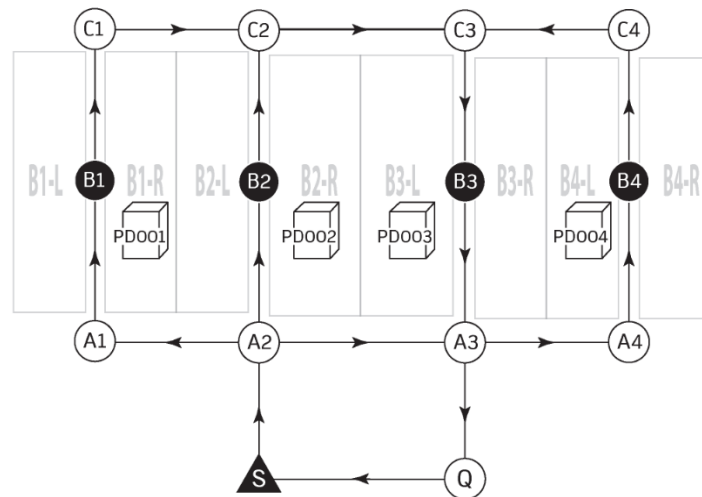 C1 C2 C3 C4
B1-L B1 B1-R B2-L B2 B2-R B3-L B3 B3-R B4-L B4 B4-R
PD001 PD002 PD003 PD004
A1 A2 A3 A4
S Q